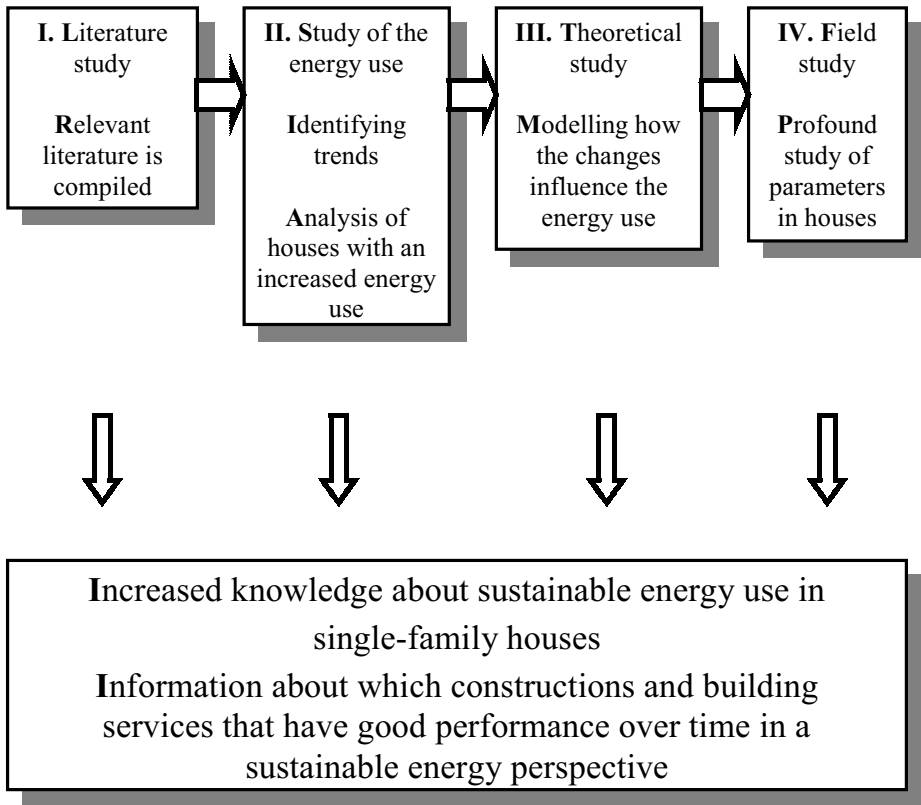 I. Literature
study
Relevant
literature is
compiled
II. Study of the
energy use
Identifying
trends
Analysis of
houses with an
increased energy
use
III. Theoretical
study
Modelling how
the changes
influence the
energy use
IV. Field
study
Profound
study of
parameters
in houses
Increased knowledge about sustainable energy use in
single-family houses
Information about which constructions and building
services that have good performance over time in a
sustainable energy perspective